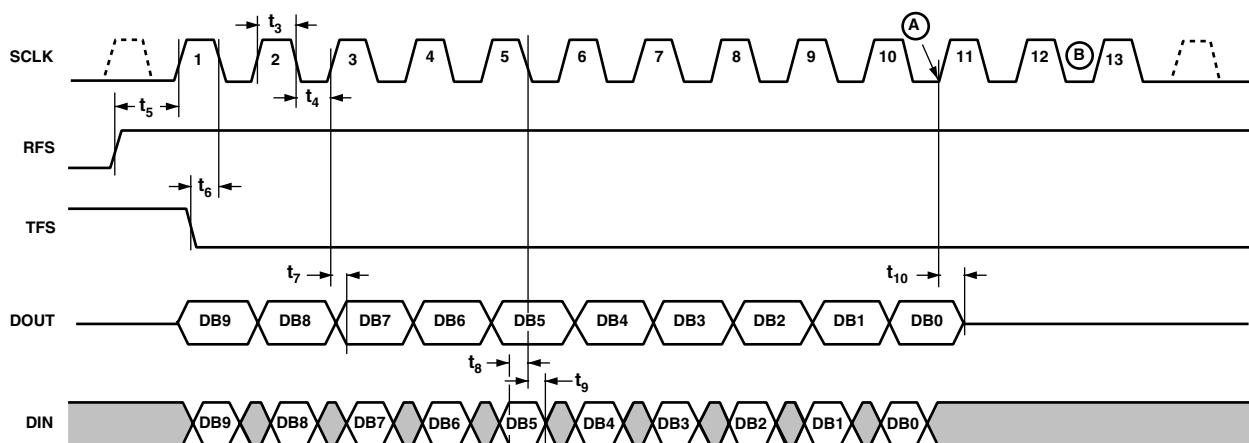 A
t3
SCLK
1 2 3 4 5 6 7 8 9 10 11 12 B 13
t4
t5
RFS
t6
TFS
t7
t10
DOUT
DB9 DB8 DB7 DB6 DB5 DB4 DB3 DB2 DB1 DB0
t8
t9
DIN
DB9 DB8 DB7 DB6 DB5 DB4 DB3 DB2 DB1 DB0